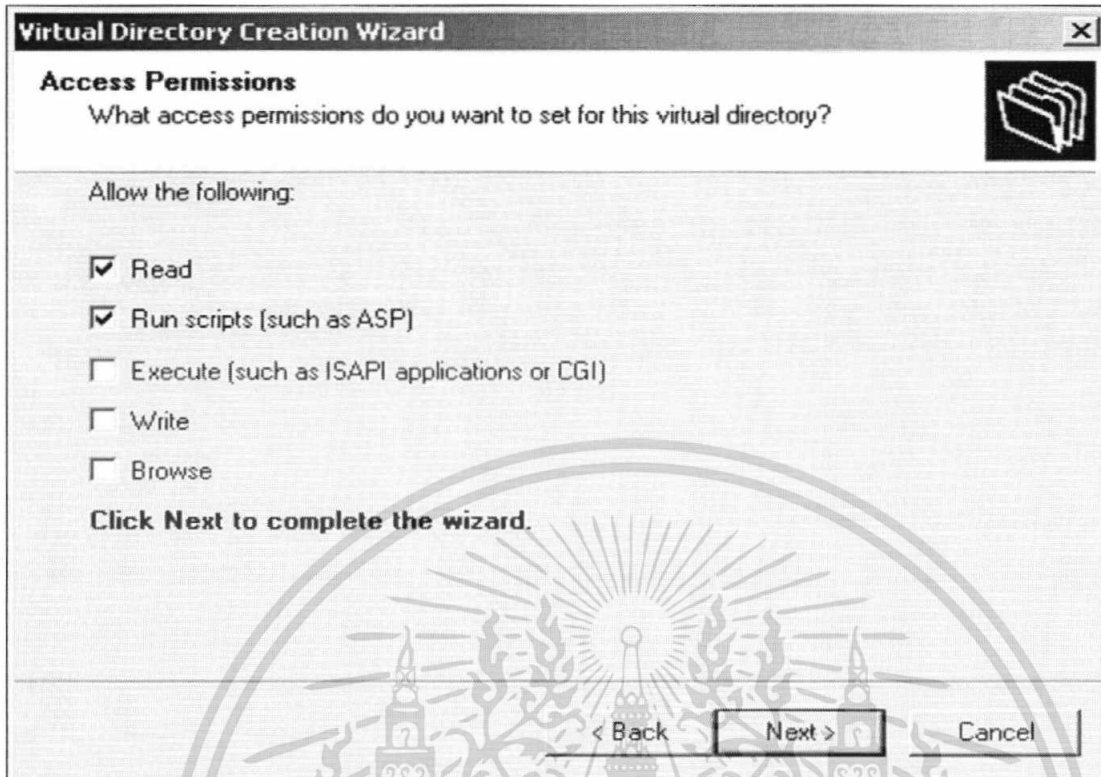 Virtual Directory Creation Wizard
Access Permissions
What access permissions do you want to set for this virtual directory?
Allow the following:
Read
Run scripts (such as ASP)
Execute (such as ISAPI applications or CGI)
Write
Browse
Click Next to complete the wizard.
< Back Next > Cancel